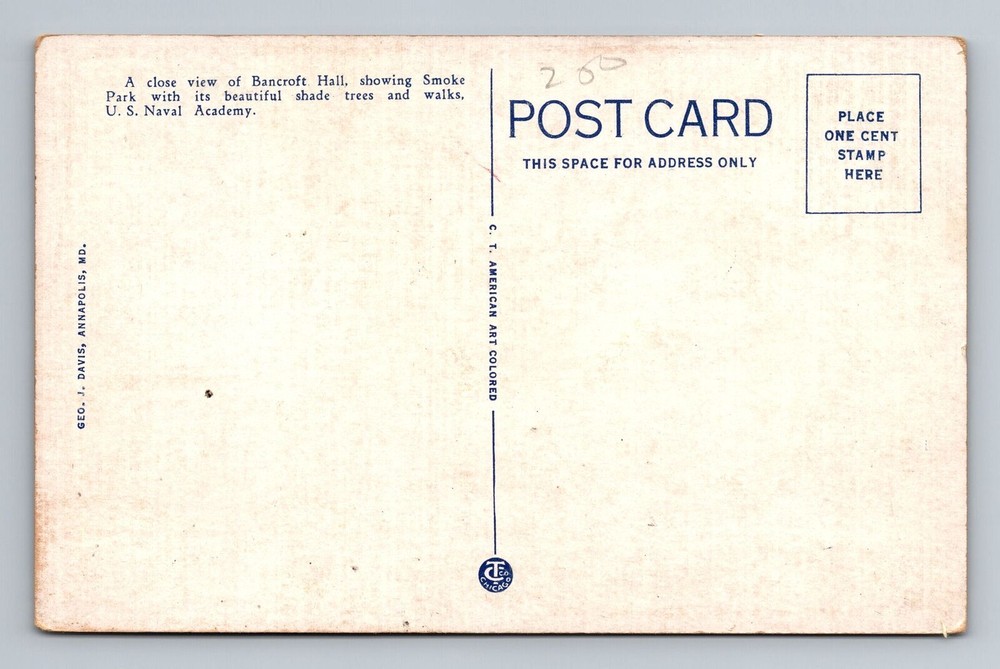 A close view of Bancroft Hall, showing Smoke
Park with its beautiful shade trees and walks,
U. S. Naval Academy.
GEO. J. DAVIS, ANNAPOLIS, MD.
C. T. AMERICAN ART COLORED
CT CO.
CHICAGO
200
POST CARD
THIS SPACE FOR ADDRESS ONLY
PLACE
ONE CENT
STAMP
HERE